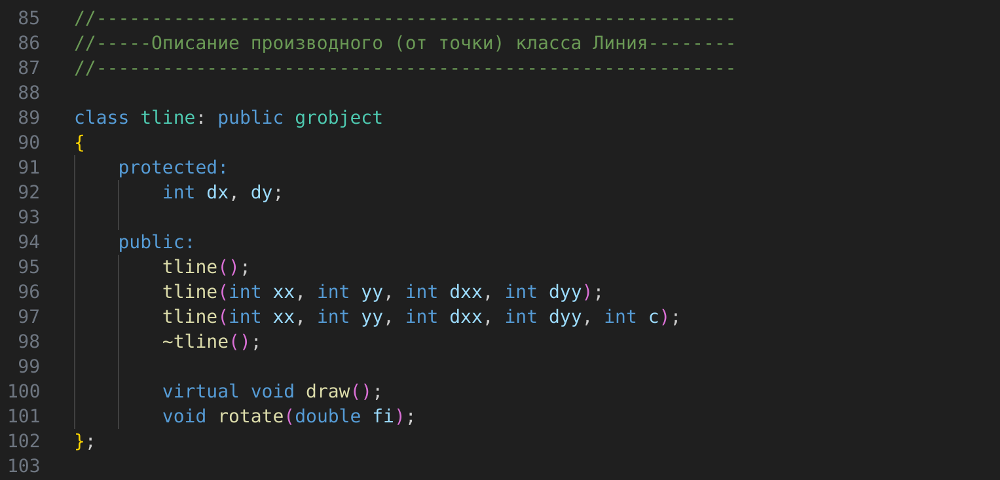 85 //----------------------------------------------------------
86 //-----Описание производного (от точки) класса Линия--------
87 //----------------------------------------------------------
88
89 class tline: public grobject
90 {
91     protected:
92         int dx, dy;
93
94     public:
95         tline();
96         tline(int xx, int yy, int dxx, int dyy);
97         tline(int xx, int yy, int dxx, int dyy, int c);
98         ~tline();
99
100         virtual void draw();
101         void rotate(double fi);
102 };
103